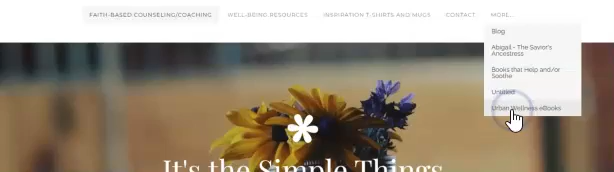 FAITH-BASED COUNSELING/COACHING WELL-BEING RESOURCES INSPIRATION T-SHIRTS AND MUGS CONTACT MORE...
Blog
Abigail - The Savior's
Ancestress
Books that Help and/or
Soothe
Untitled
Urban Wellness eBooks
It's the Simple Things